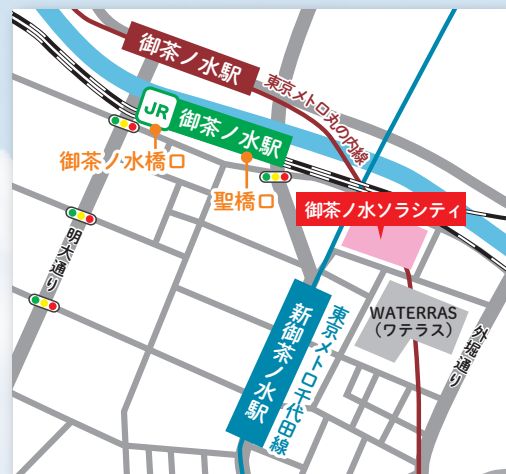 御茶ノ水駅
東京メトロ丸の内線
JR 御茶ノ水駅
御茶ノ水橋口
聖橋口
御茶ノ水ソラシティ
明大通り
新御茶ノ水駅
東京メトロ千代田線
WATERRAS
（ワテラス）
外堀通り